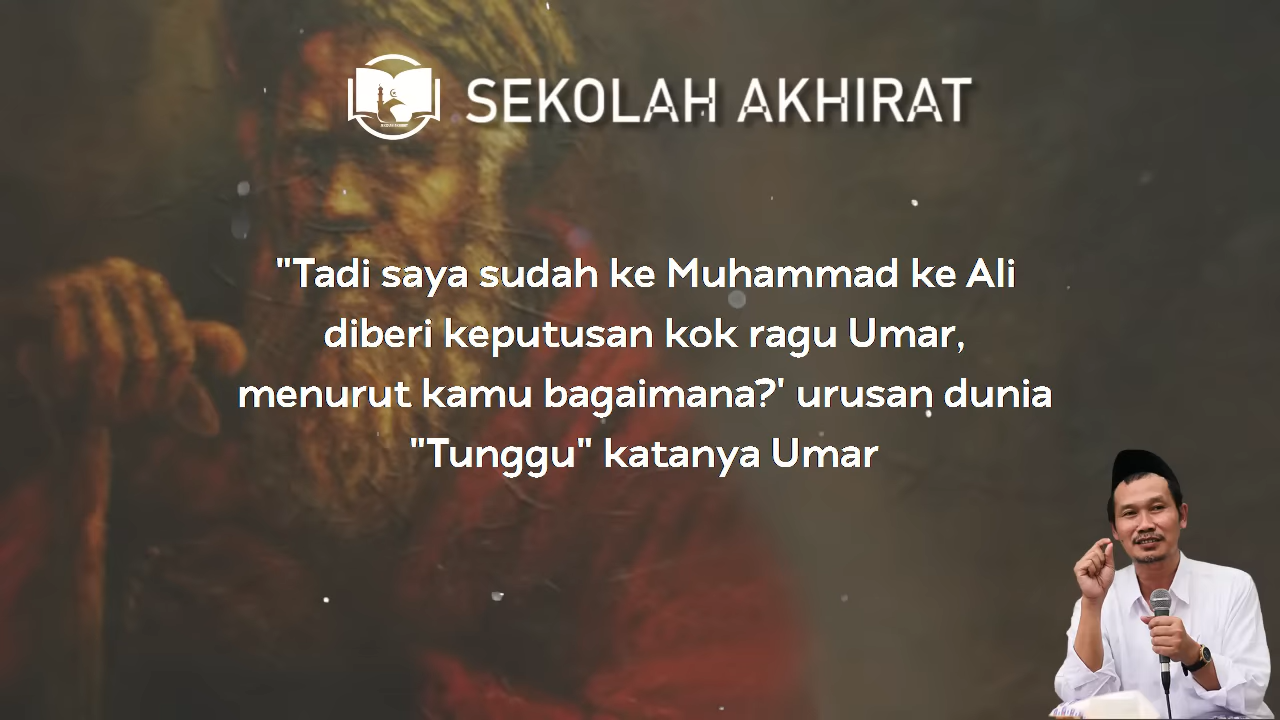 SEKOLAH AKHIRAT
"Tadi saya sudah ke Muhammad ke Ali
diberi keputusan kok ragu Umar,
menurut kamu bagaimana?' urusan dunia
"Tunggu" katanya Umar